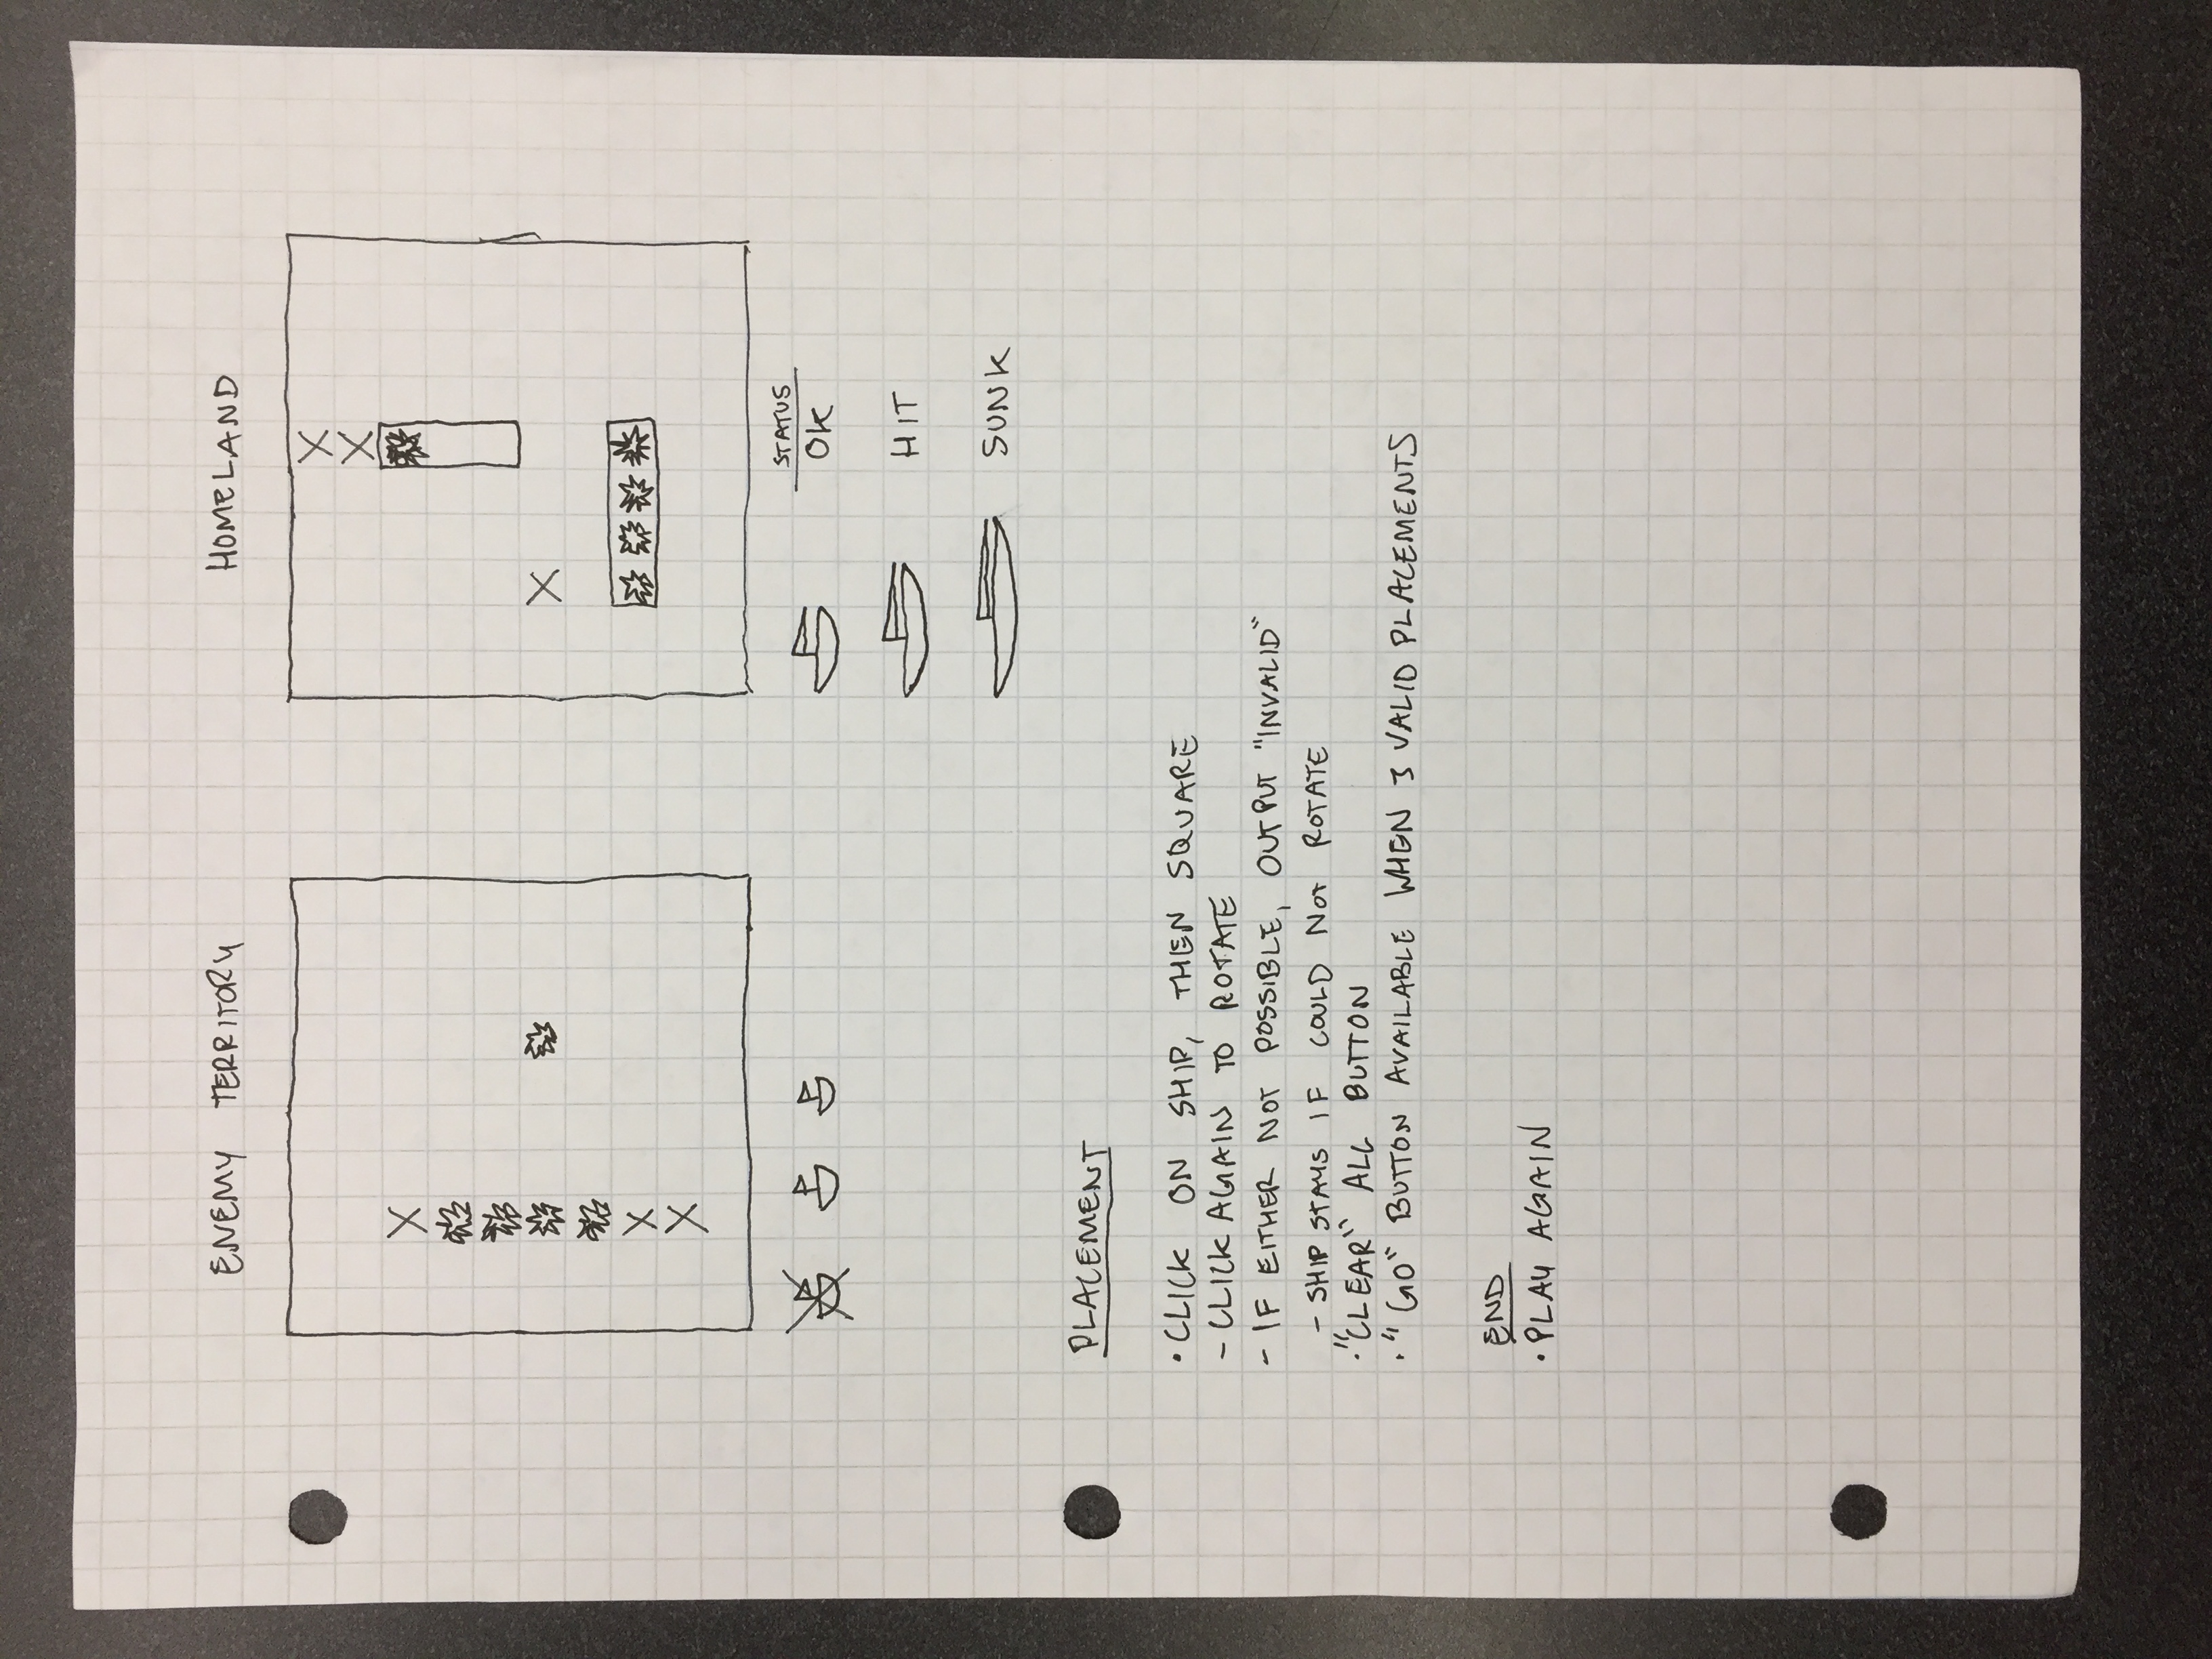 ENEMY TERRITORY
HOMELAND
X
X
X
X
X
X
STATUS
OK
HIT
SUNK
PLACEMENT
• CLICK ON SHIP, THEN SQUARE
- CLICK AGAIN TO ROTATE
- IF EITHER NOT POSSIBLE, OUTPUT "INVALID"
- SHIP STAYS IF COULD NOT ROTATE
• "CLEAR" ALL BUTTON
• "GO" BUTTON AVAILABLE WHEN 3 VALID PLACEMENTS
END
• PLAY AGAIN